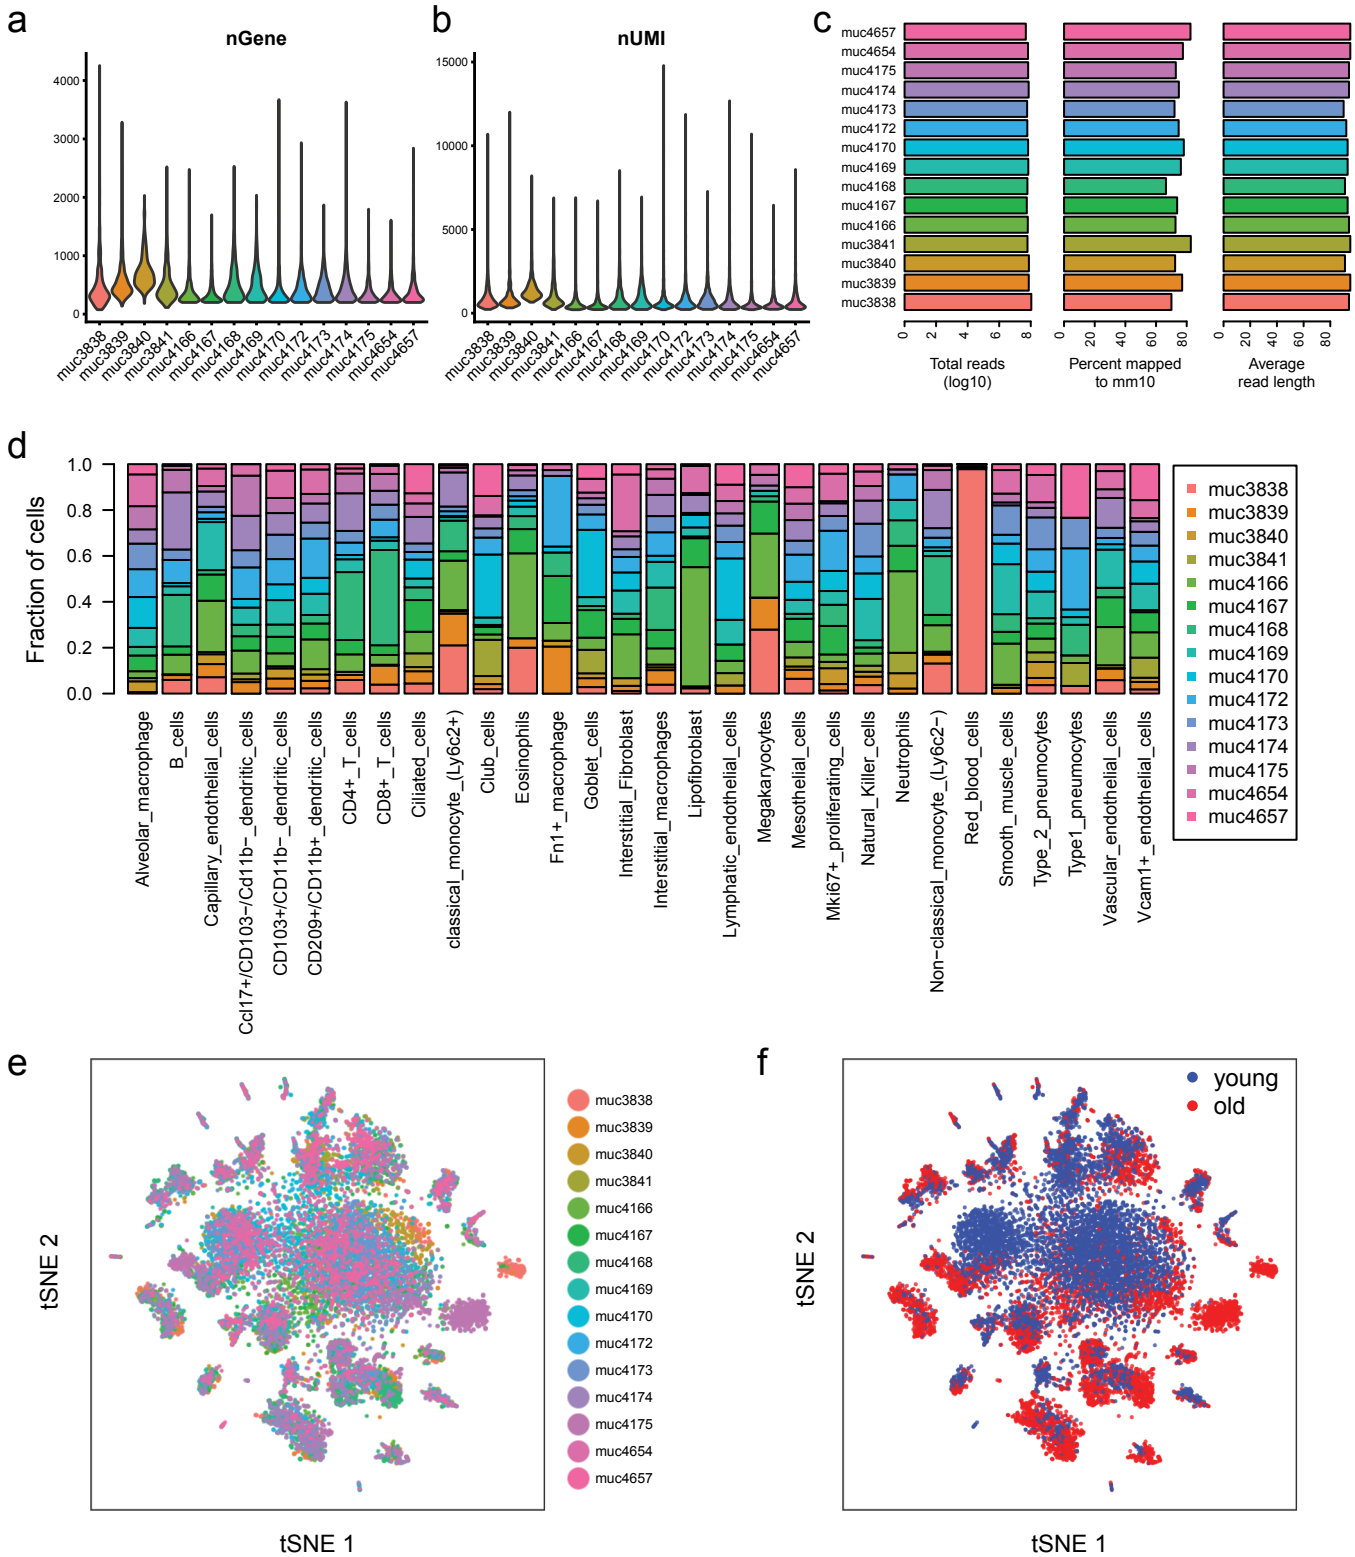 a
nGene
4000
3000
2000
1000
0
muc3838
muc3839
muc3840
muc3841
muc4166
muc4167
muc4168
muc4169
muc4170
muc4172
muc4173
muc4174
muc4175
muc4654
muc4657
b
nUMI
15000
10000
5000
0
muc3838
muc3839
muc3840
muc3841
muc4166
muc4167
muc4168
muc4169
muc4170
muc4172
muc4173
muc4174
muc4175
muc4654
muc4657
c
muc4657
muc4654
muc4175
muc4174
muc4173
muc4172
muc4170
muc4169
muc4168
muc4167
muc4166
muc3841
muc3840
muc3839
muc3838
0 2 4 6 8
Total reads
(log10)
0 20 40 60 80
Percent mapped
to mm10
0 20 40 60 80
Average
read length
d
Fraction of cells
1.0
0.8
0.6
0.4
0.2
0.0
Alveolar_macrophage
B_cells
Capillary_endothelial_cells
Ccl17+/CD103−/Cd11b−_dendritic_cells
CD103+/CD11b−_dendritic_cells
CD209+/CD11b+_dendritic_cells
CD4+_T_cells
CD8+_T_cells
Ciliated_cells
classical_monocyte_(Ly6c2+)
Club_cells
Eosinophils
Fn1+_macrophage
Goblet_cells
Interstitial_Fibroblast
Interstitial_macrophages
Lipofibroblast
Lymphatic_endothelial_cells
Megakaryocytes
Mesothelial_cells
Mki67+_proliferating_cells
Natural_Killer_cells
Neutrophils
Non−classical_monocyte_(Ly6c2−)
Red_blood_cells
Smooth_muscle_cells
Type_2_pneumocytes
Type1_pneumocytes
Vascular_endothelial_cells
Vcam1+_endothelial_cells
muc3838
muc3839
muc3840
muc3841
muc4166
muc4167
muc4168
muc4169
muc4170
muc4172
muc4173
muc4174
muc4175
muc4654
muc4657
e
tSNE 2
tSNE 1
muc3838
muc3839
muc3840
muc3841
muc4166
muc4167
muc4168
muc4169
muc4170
muc4172
muc4173
muc4174
muc4175
muc4654
muc4657
f
young
old
tSNE 2
tSNE 1